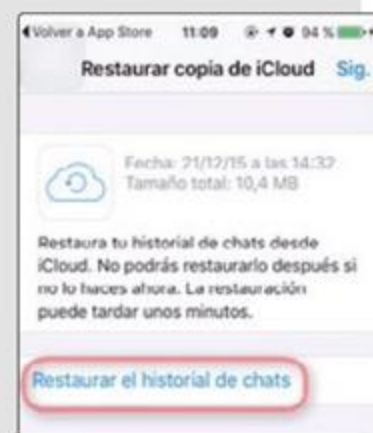 Volver a App Store 11:09 94 %
Restaurar copia de iCloud Sig.
Fecha: 21/12/15 a las 14:32
Tamaño total: 10,4 MB
Restaura tu historial de chats desde
iCloud. No podrás restaurarlo después si
no lo haces ahora. La restauración
puede tardar unos minutos.
Restaurar el historial de chats